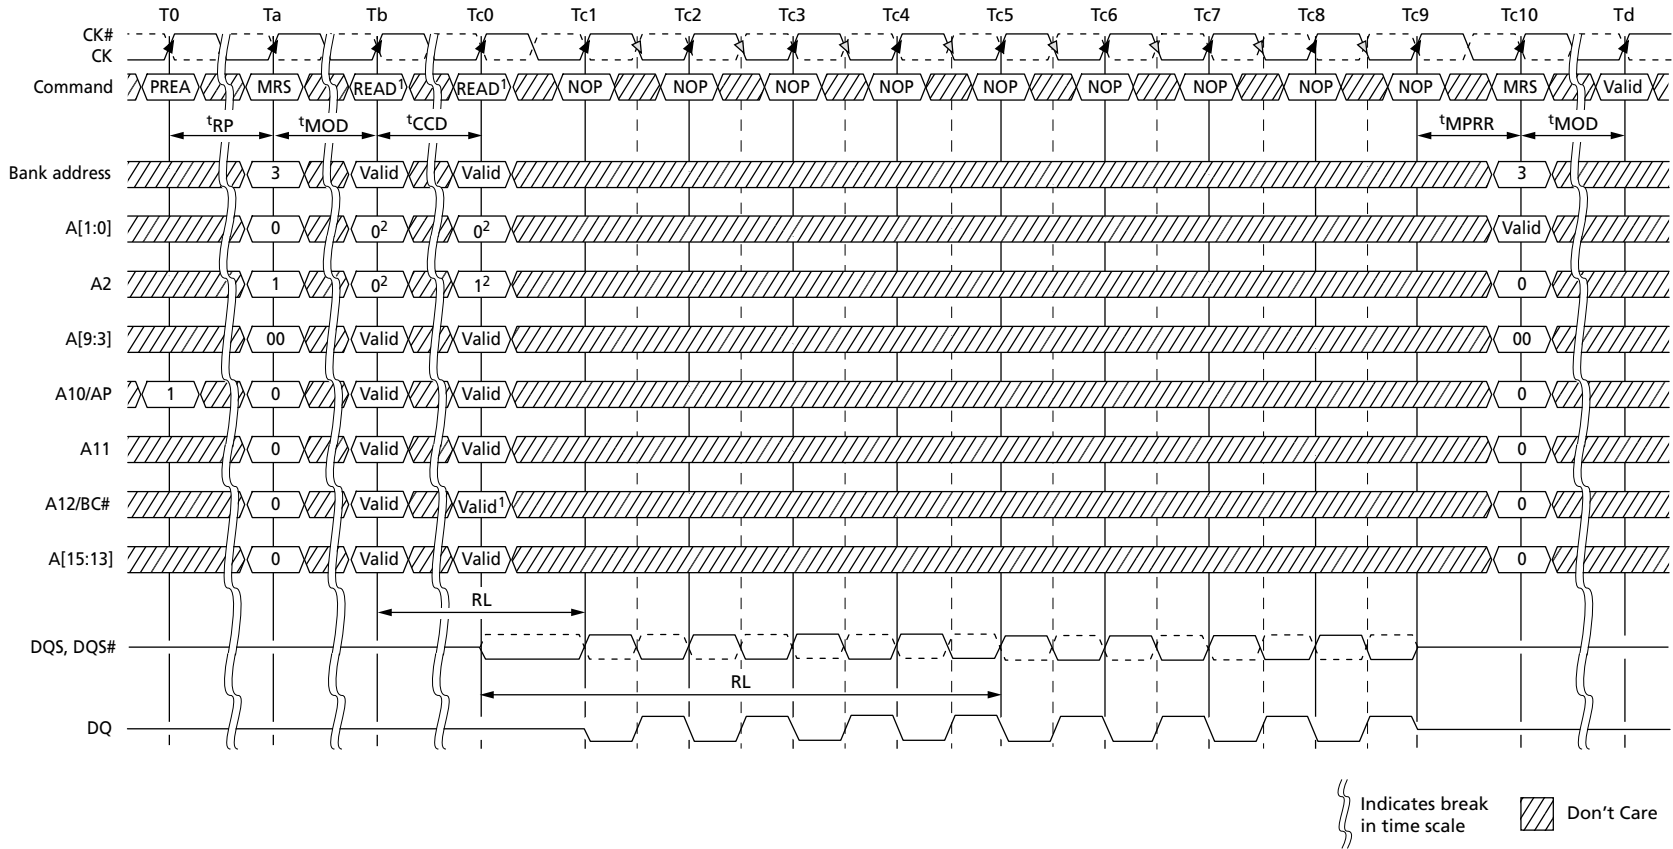 T0 Ta Tb Tc0 Tc1 Tc2 Tc3 Tc4 Tc5 Tc6 Tc7 Tc8 Tc9 Tc10 Td
CK#
CK
Command PREA MRS READ1 READ1 NOP NOP NOP NOP NOP NOP NOP NOP NOP MRS Valid
tRP tMOD tCCD tMPRR tMOD
Bank address 3 Valid Valid 3
A[1:0] 0 02 02 Valid
A2 1 02 12 0
A[9:3] 00 Valid Valid 00
A10/AP 1 0 Valid Valid 0
A11 0 Valid Valid 0
A12/BC# 0 Valid Valid1 0
A[15:13] 0 Valid Valid 0
RL
DQS, DQS#
RL
DQ
Indicates break
in time scale
Don't Care